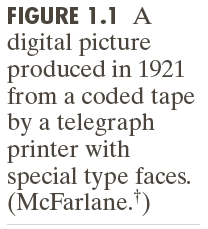 FIGURE 1.1 A
digital picture
produced in 1921
from a coded tape
by a telegraph
printer with
special type faces.
(McFarlane.†)